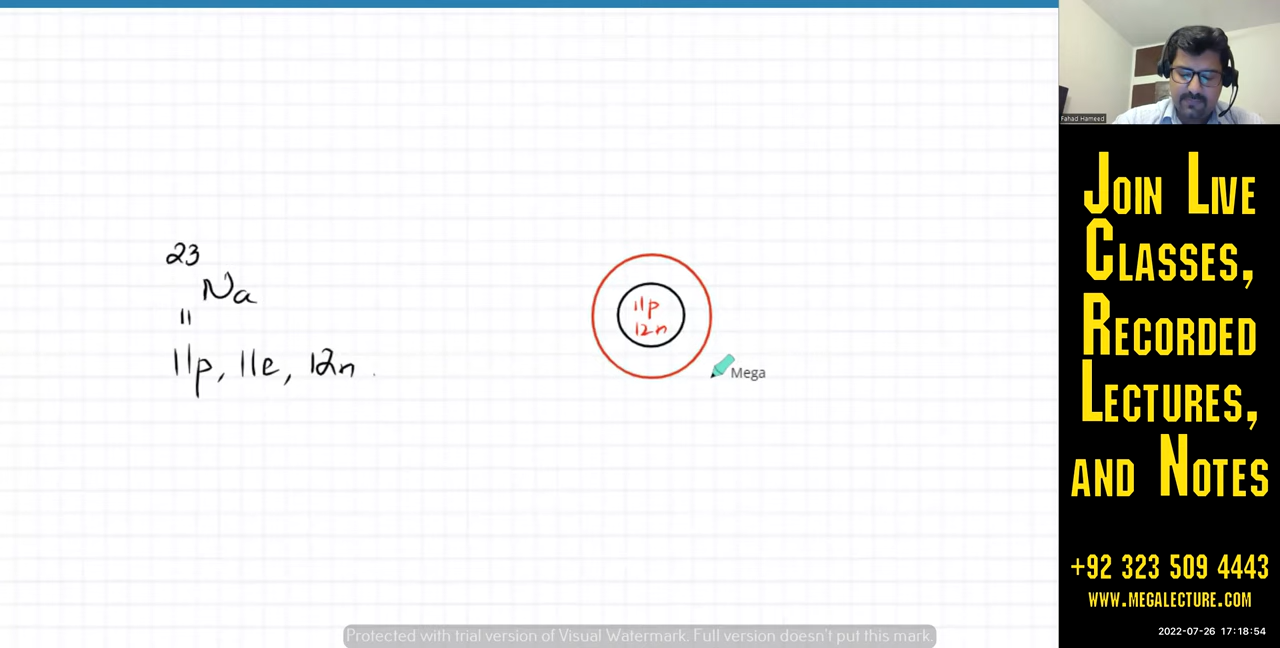 23
Na
11
11p, 11e, 12n
11p
12n
Mega
Fahad Hameed
Join Live
Classes,
Recorded
Lectures,
and Notes
+92 323 509 4443
www.megalecture.com
2022-07-26 17:18:54
Protected with trial version of Visual Watermark. Full version doesn't put this mark.